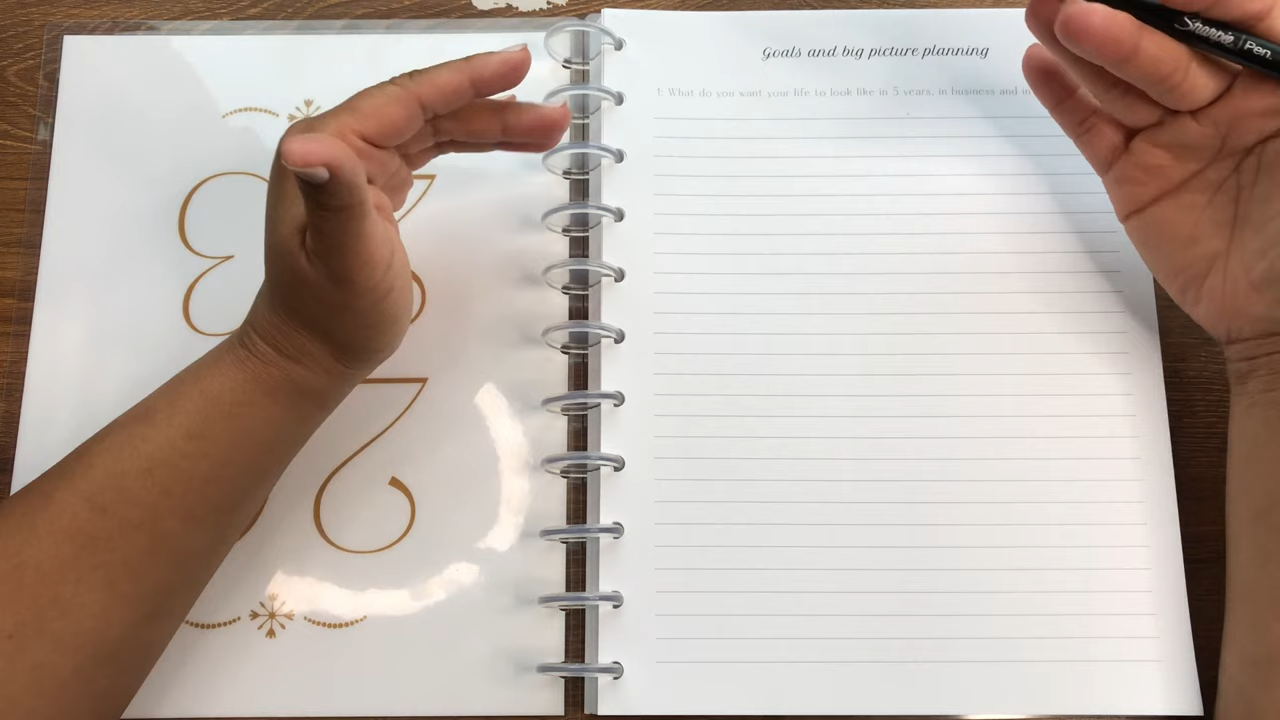 Goals and big picture planning
1: What do you want your life to look like in 5 years, in business and in
Sharpie Pen.